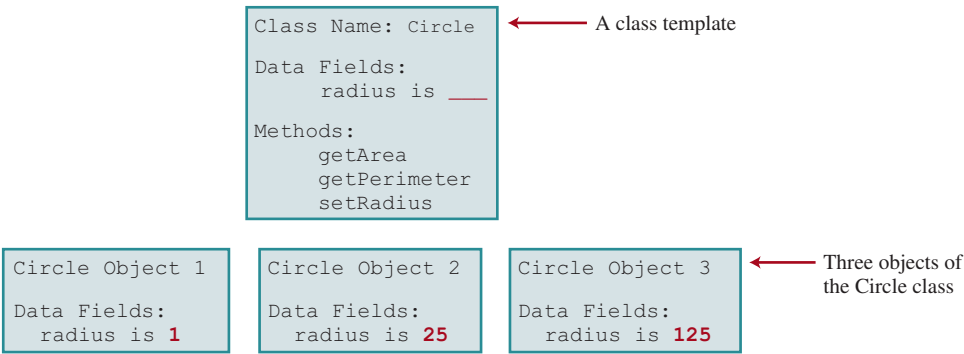 Class Name: Circle
A class template
Data Fields:
radius is ___
Methods:
getArea
getPerimeter
setRadius
Circle Object 1
Data Fields:
radius is 1
Circle Object 2
Data Fields:
radius is 25
Circle Object 3
Data Fields:
radius is 125
Three objects of
the Circle class